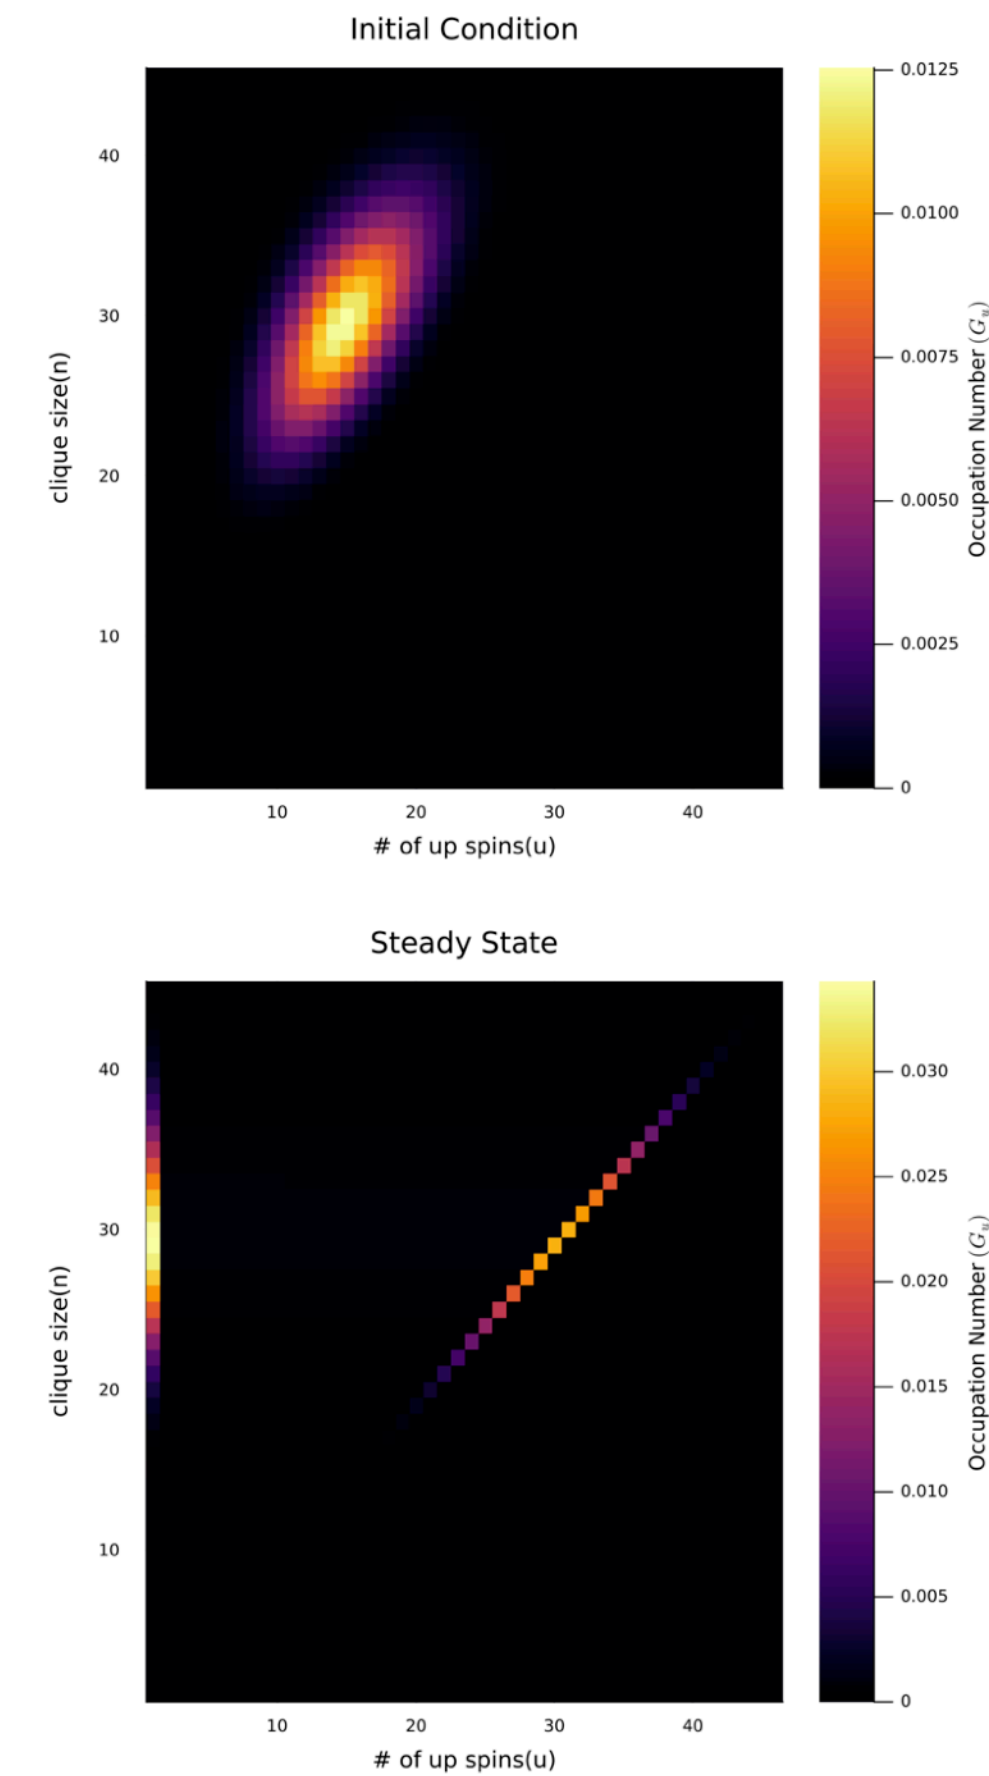 Initial Condition
0.0125
0.0100
0.0075
0.0050
0.0025
0
Occupation Number (G_u)
40
30
20
10
clique size(n)
10 20 30 40
# of up spins(u)
Steady State
0.030
0.025
0.020
0.015
0.010
0.005
0
Occupation Number (G_u)
40
30
20
10
clique size(n)
10 20 30 40
# of up spins(u)